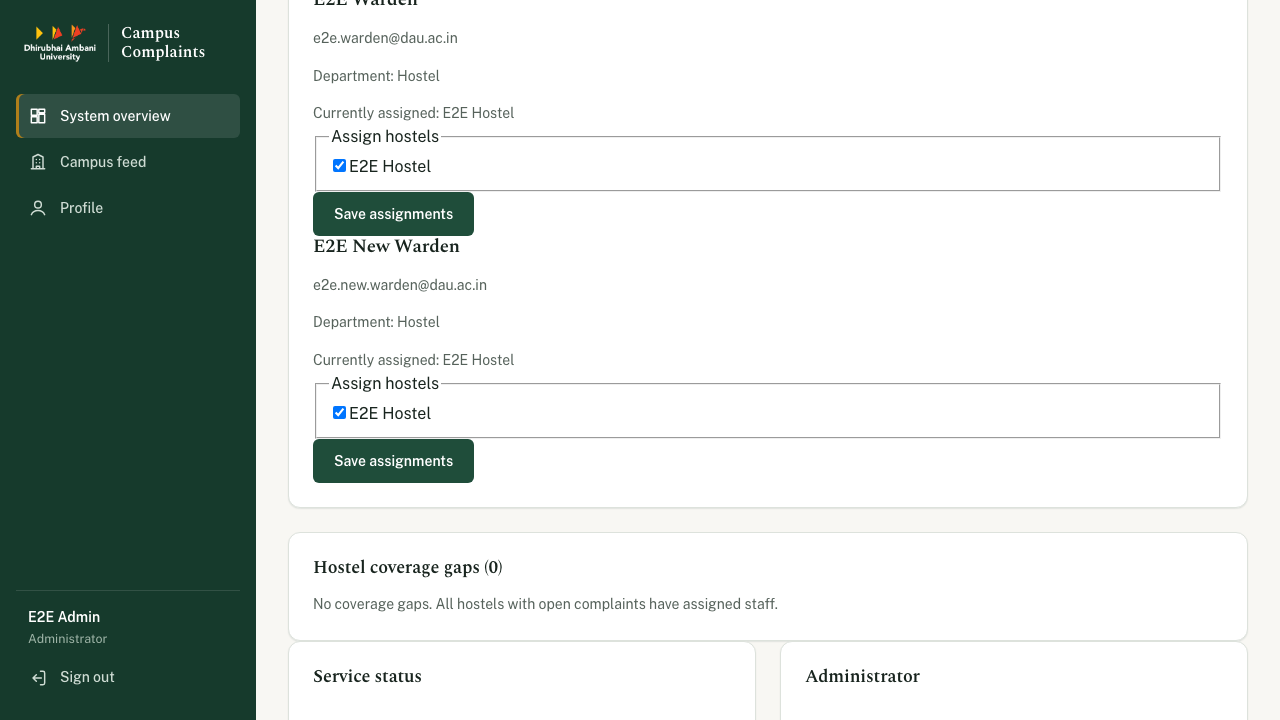 Dhirubhai Ambani
University
Campus
Complaints
System overview
Campus feed
Profile
E2E Admin
Administrator
Sign out
E2E Warden
e2e.warden@dau.ac.in
Department: Hostel
Currently assigned: E2E Hostel
Assign hostels
E2E Hostel
Save assignments
E2E New Warden
e2e.new.warden@dau.ac.in
Department: Hostel
Currently assigned: E2E Hostel
Assign hostels
E2E Hostel
Save assignments
Hostel coverage gaps (0)
No coverage gaps. All hostels with open complaints have assigned staff.
Service status
Administrator